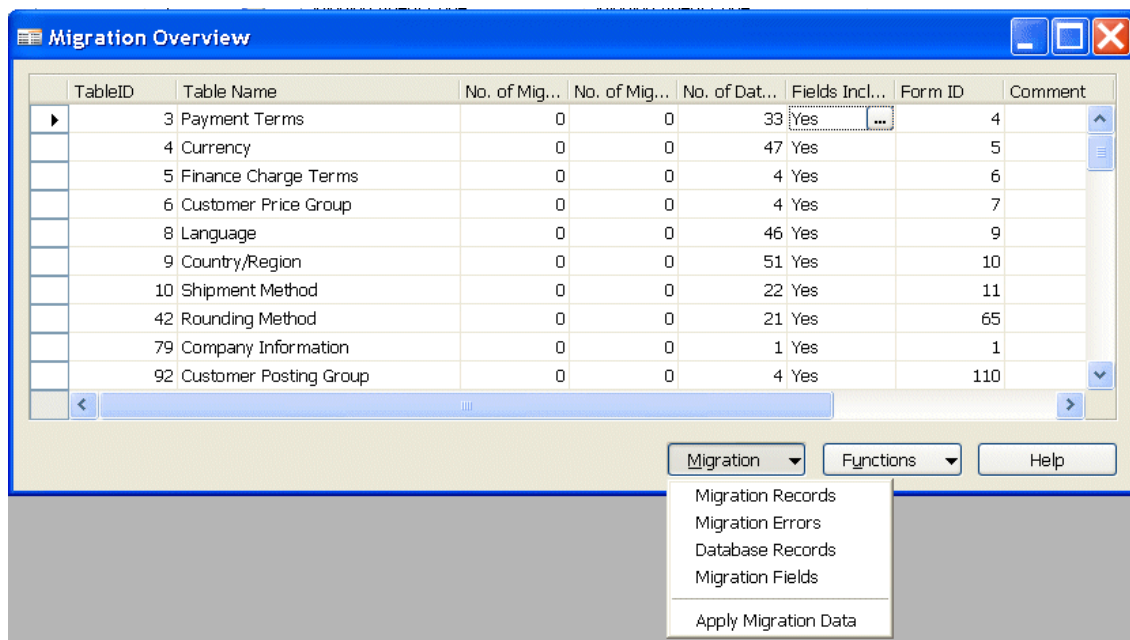 Migration Overview
TableID Table Name No. of Mig... No. of Mig... No. of Dat... Fields Incl... Form ID Comment
3 Payment Terms 0 0 33 Yes ... 4
4 Currency 0 0 47 Yes 5
5 Finance Charge Terms 0 0 4 Yes 6
6 Customer Price Group 0 0 4 Yes 7
8 Language 0 0 46 Yes 9
9 Country/Region 0 0 51 Yes 10
10 Shipment Method 0 0 22 Yes 11
42 Rounding Method 0 0 21 Yes 65
79 Company Information 0 0 1 Yes 1
92 Customer Posting Group 0 0 4 Yes 110
Migration Functions Help
Migration Records
Migration Errors
Database Records
Migration Fields
Apply Migration Data